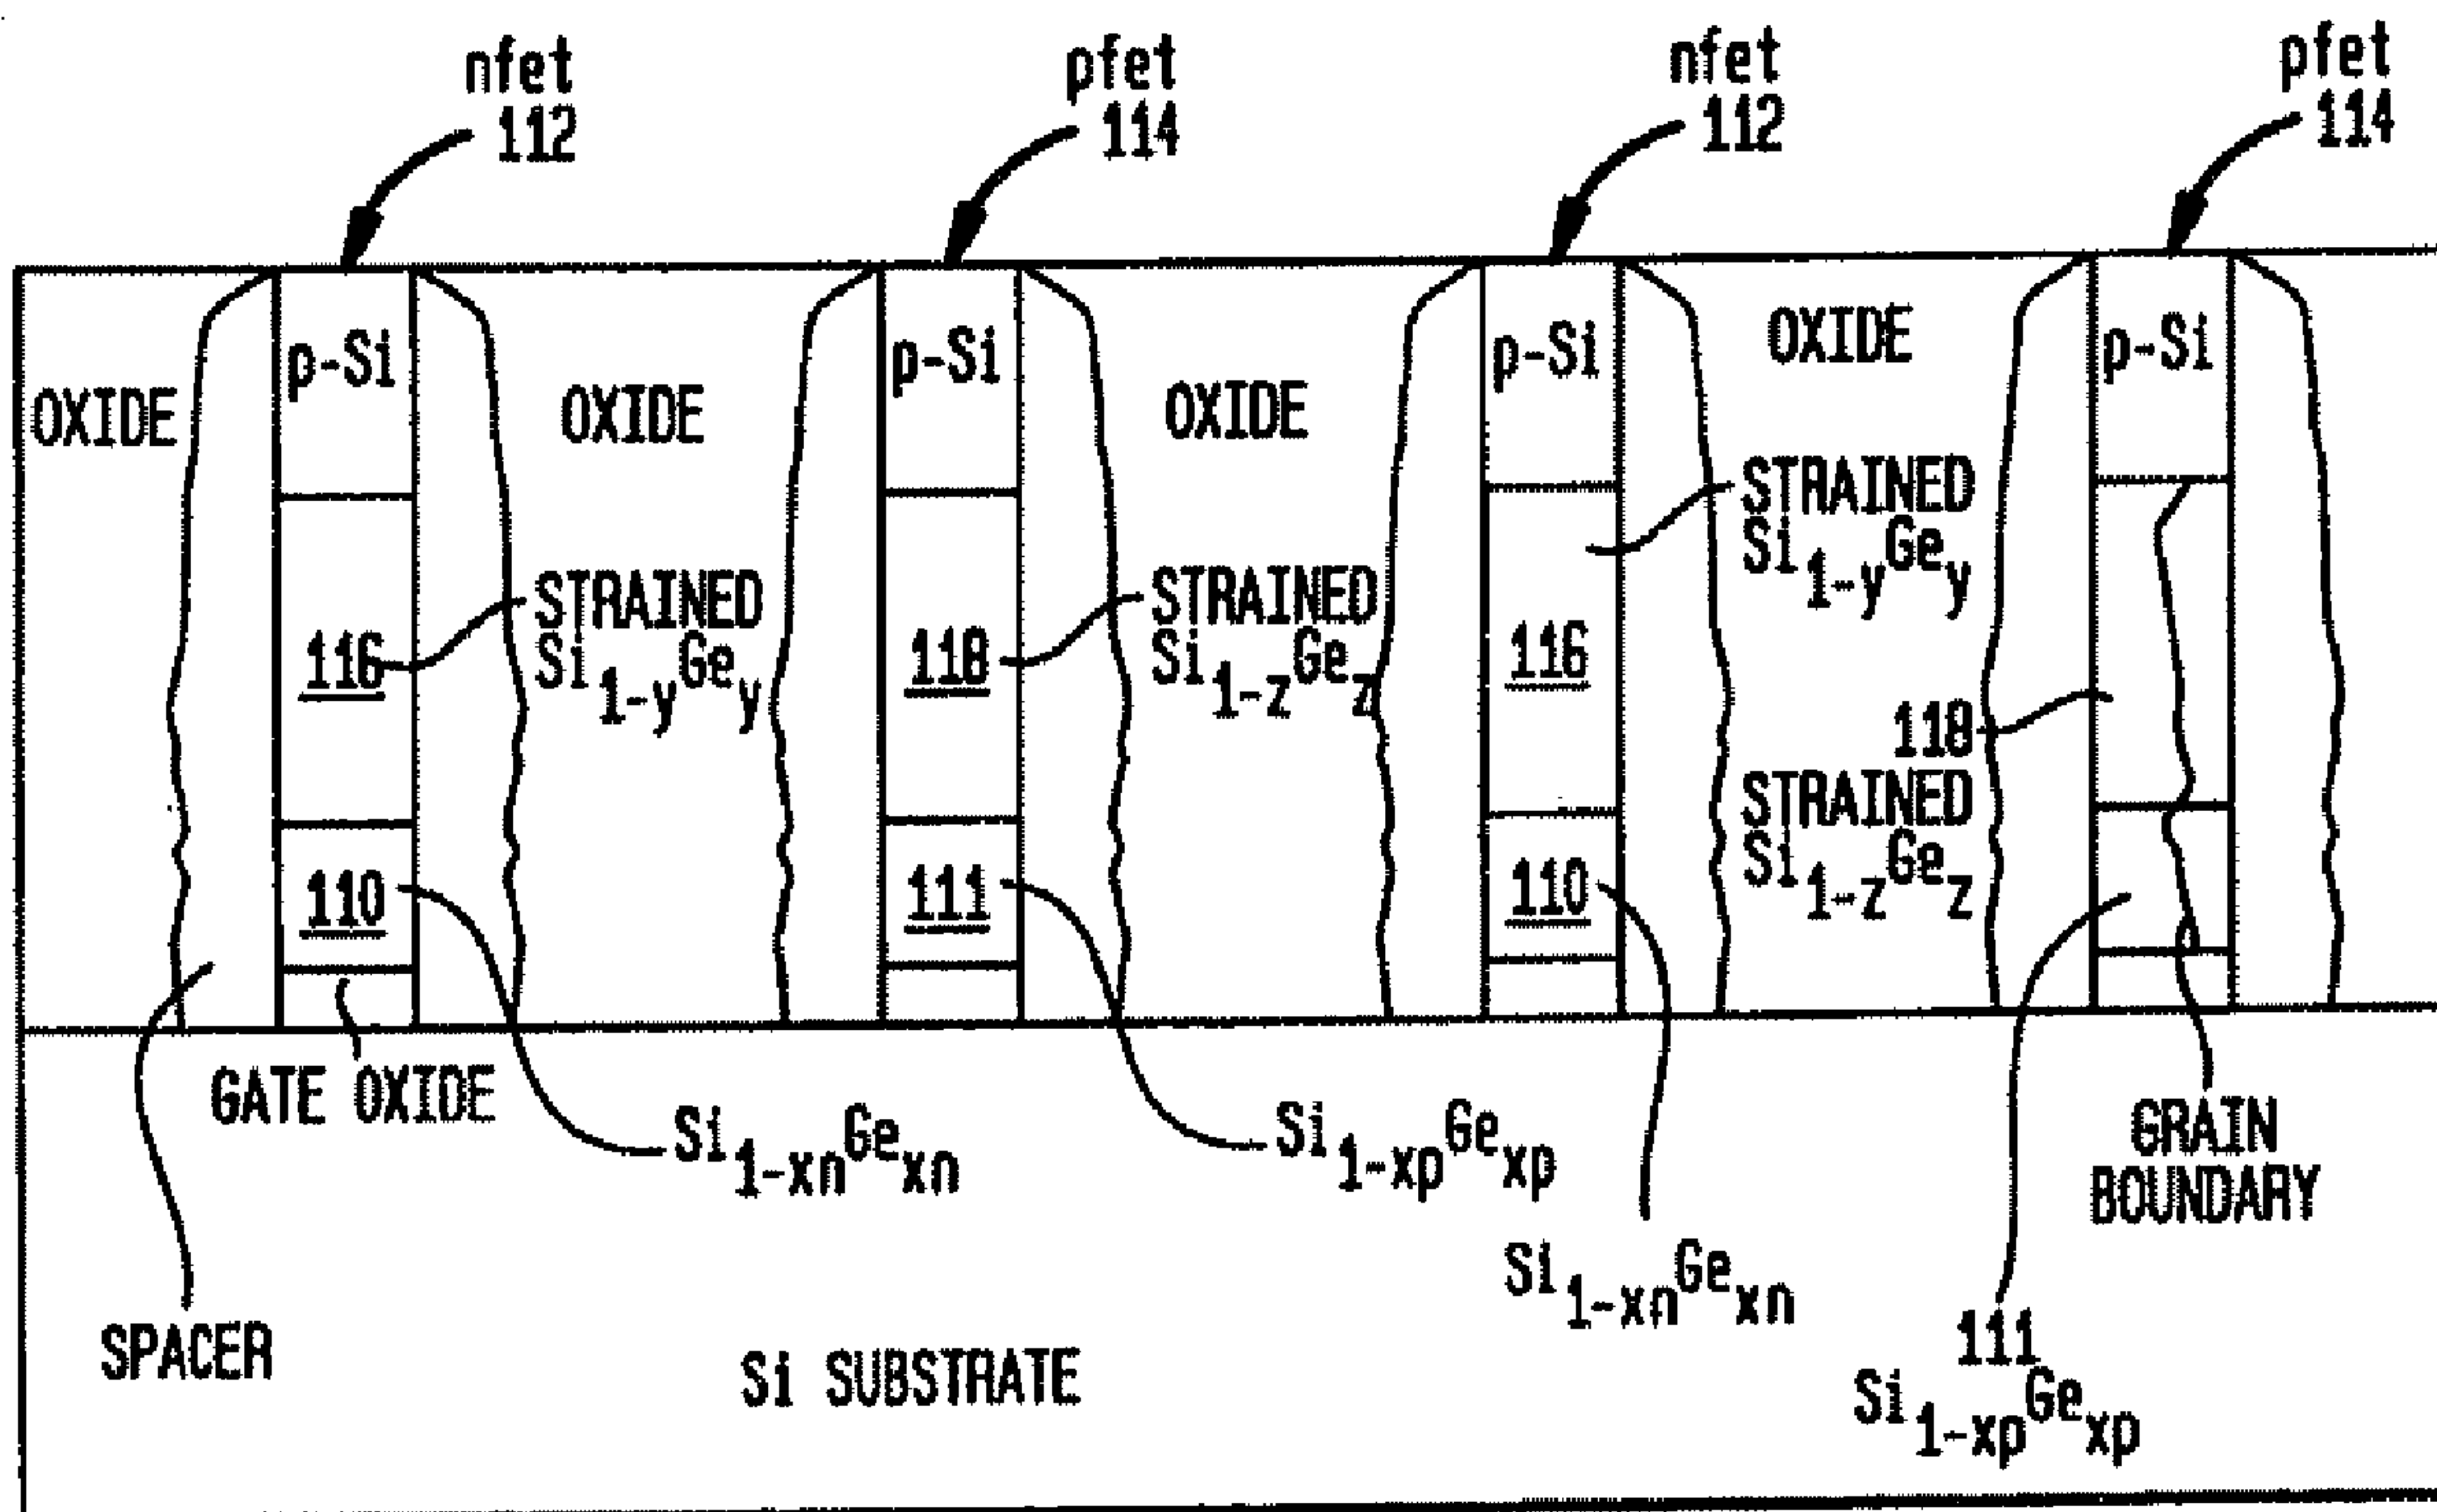 nfet
112
pfet
114
nfet
112
pfet
114
p-Si
p-Si
p-Si
p-Si
OXIDE
OXIDE
OXIDE
OXIDE
STRAINED
Si1-yGey
STRAINED
Si1-zGez
STRAINED
Si1-yGey
116
118
116
118
STRAINED
Si1-zGez
110
111
110
GATE OXIDE
Si1-xnGexn
Si1-xpGexp
GRAIN
BOUNDARY
Si1-xnGexn
SPACER
Si SUBSTRATE
111
Si1-xpGexp